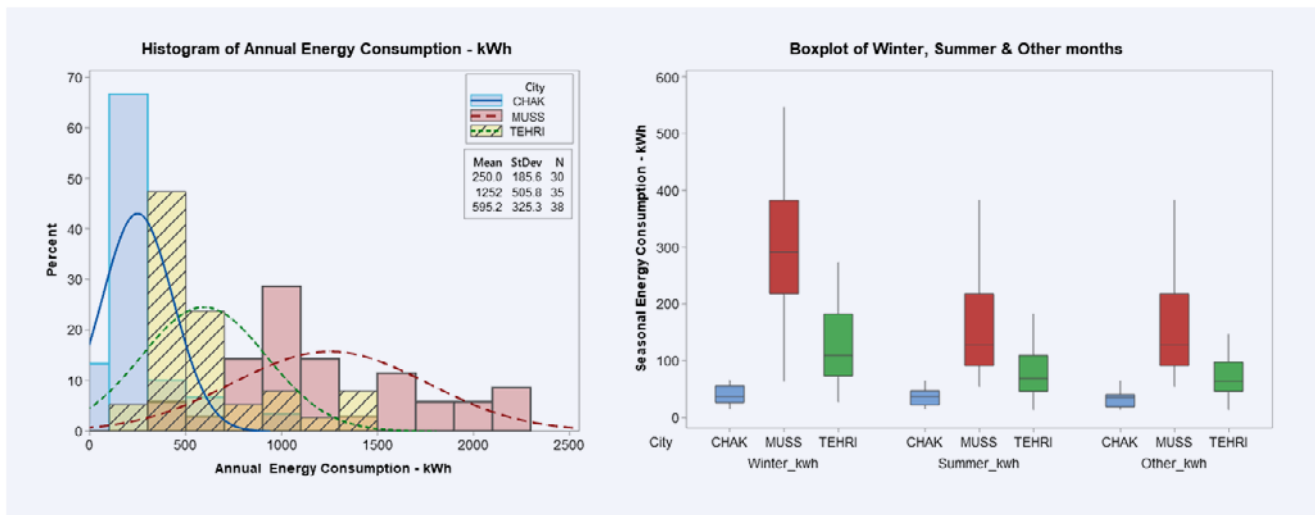 Histogram of Annual Energy Consumption - kWh
70
60
50
40
30
20
10
0
Percent
City
CHAK
MUSS
TEHRI
Mean StDev N
250.0 185.6 30
1252 505.8 35
595.2 325.3 38
0 500 1000 1500 2000 2500
Annual Energy Consumption - kWh
Boxplot of Winter, Summer & Other months
600
500
400
300
200
100
0
Seasonal Energy Consumption - kWh
City CHAK MUSS TEHRI CHAK MUSS TEHRI CHAK MUSS TEHRI
Winter_kwh Summer_kwh Other_kwh